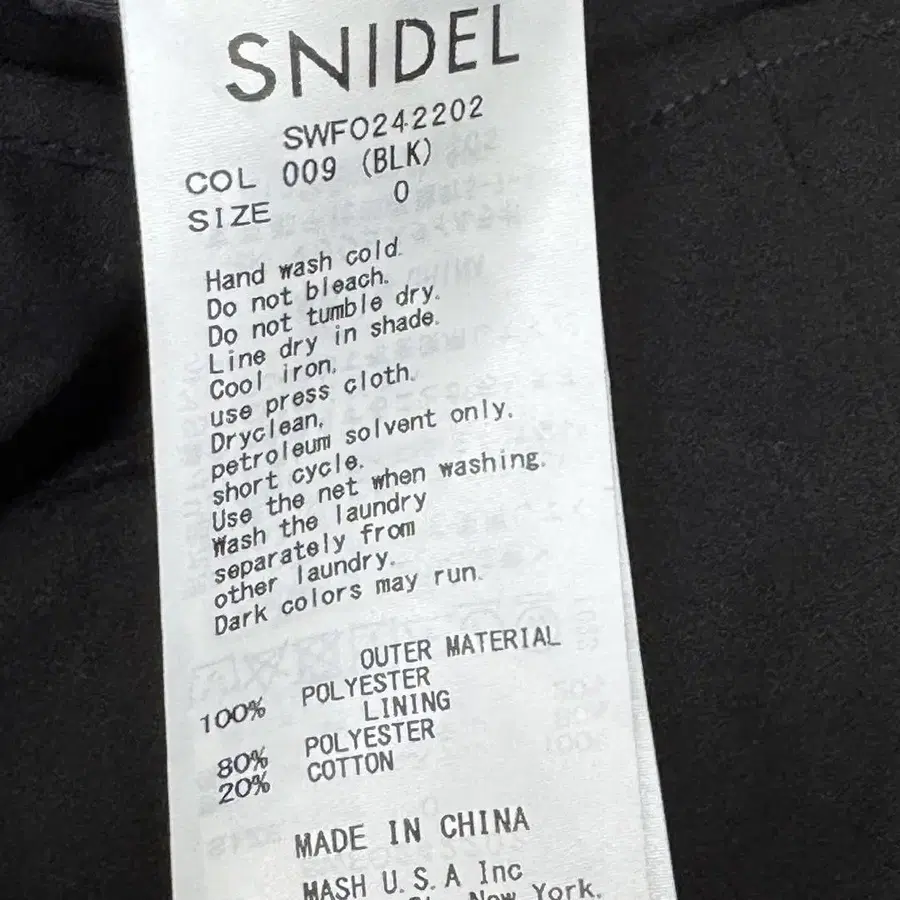 SNIDEL
SWFO242202
COL 009 (BLK)
SIZE 0
Hand wash cold.
Do not bleach.
Do not tumble dry.
Line dry in shade.
Cool iron.
use press cloth.
Dryclean,
petroleum solvent only.
short cycle.
Use the net when washing.
Wash the laundry
separately from
other laundry.
Dark colors may run.
OUTER MATERIAL
100% POLYESTER
LINING
80% POLYESTER
20% COTTON
MADE IN CHINA
MASH U.S.A Inc
New York.